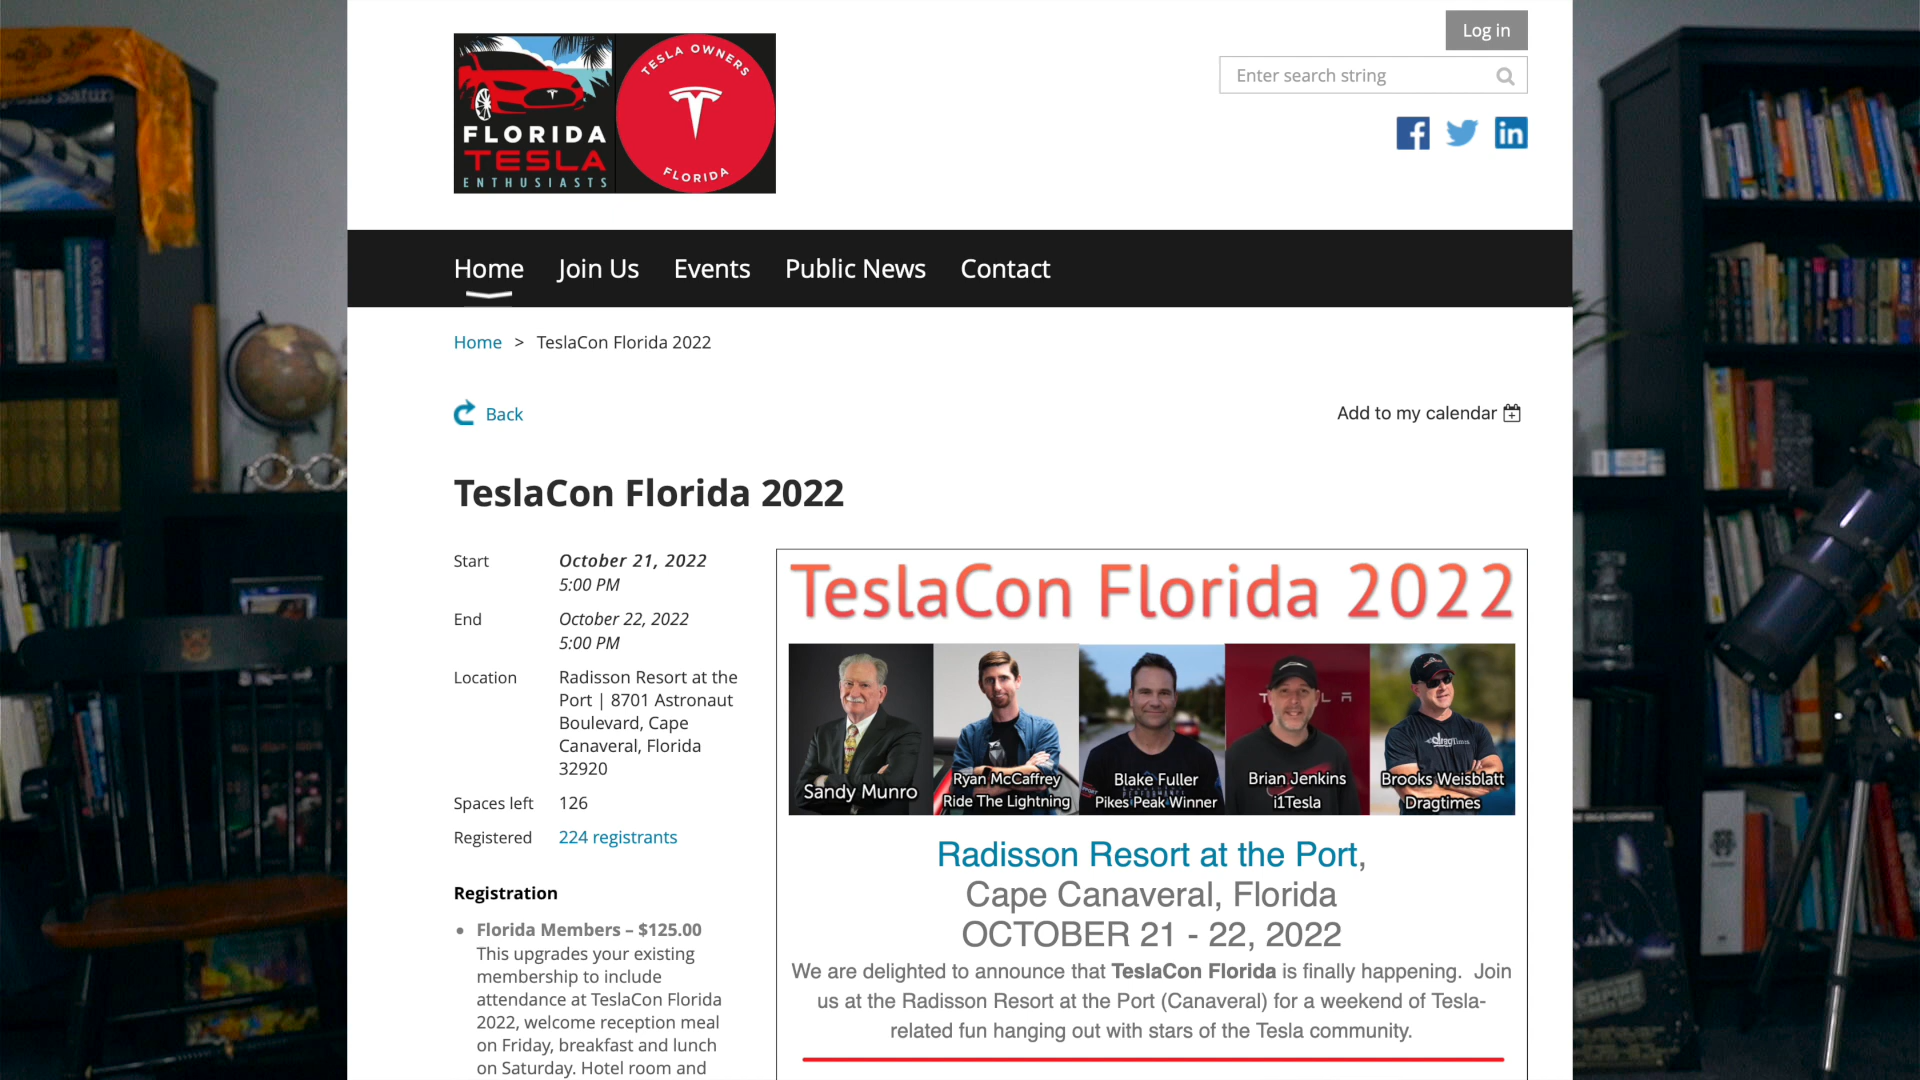 Log in
Enter search string
FLORIDA
TESLA
ENTHUSIASTS
TESLA OWNERS
FLORIDA
Home Join Us Events Public News Contact
Home > TeslaCon Florida 2022
Back
Add to my calendar
TeslaCon Florida 2022
Start October 21, 2022
5:00 PM
End October 22, 2022
5:00 PM
Location Radisson Resort at the
Port | 8701 Astronaut
Boulevard, Cape
Canaveral, Florida
32920
Spaces left 126
Registered 224 registrants
Registration
• Florida Members – $125.00
This upgrades your existing
membership to include
attendance at TeslaCon Florida
2022, welcome reception meal
on Friday, breakfast and lunch
on Saturday. Hotel room and
TeslaCon Florida 2022
Sandy Munro
Ryan McCaffrey
Ride The Lightning
Blake Fuller
Pikes Peak Winner
Brian Jenkins
i1Tesla
Brooks Weisblatt
Dragtimes
Radisson Resort at the Port,
Cape Canaveral, Florida
OCTOBER 21 - 22, 2022
We are delighted to announce that TeslaCon Florida is finally happening. Join
us at the Radisson Resort at the Port (Canaveral) for a weekend of Tesla-
related fun hanging out with stars of the Tesla community.